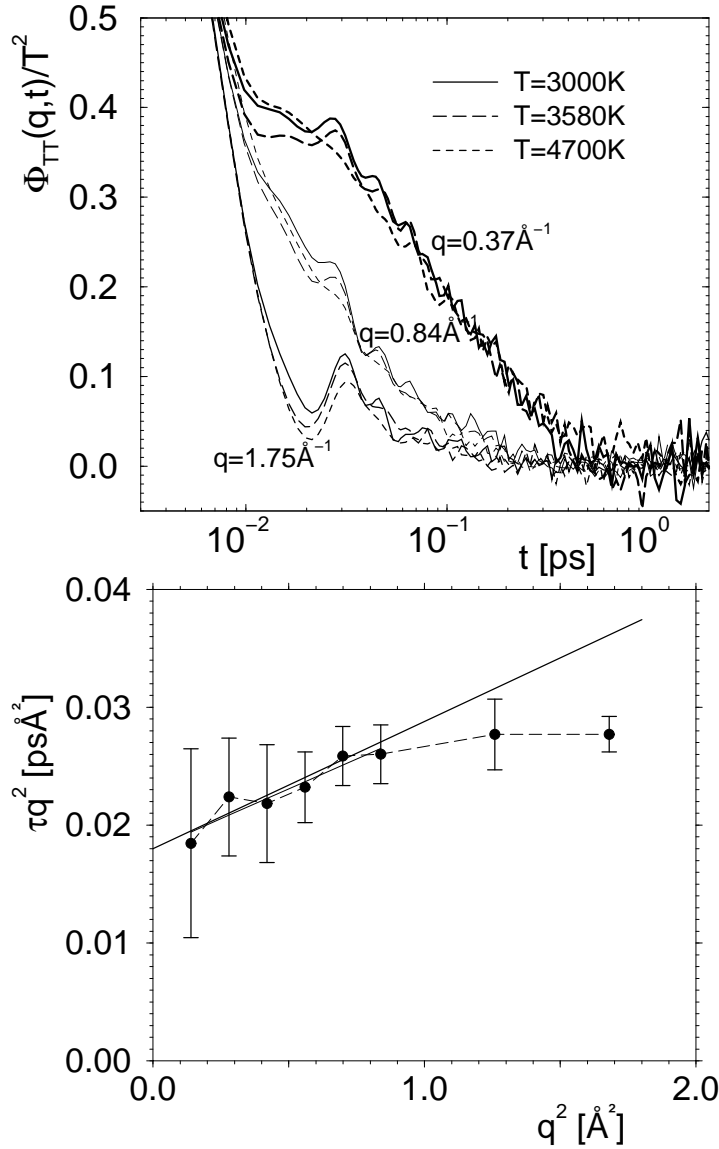 0.5
0.4
0.3
0.2
0.1
0.0
Φ_TT(q,t)/T²
T=3000K
T=3580K
T=4700K
q=0.37Å⁻¹
q=0.84Å⁻¹
q=1.75Å⁻¹
10⁻² 10⁻¹ 10⁰
t [ps]
0.04
0.03
0.02
0.01
0.00
τq² [psÅ²]
0.0 1.0 2.0
q² [Å²]